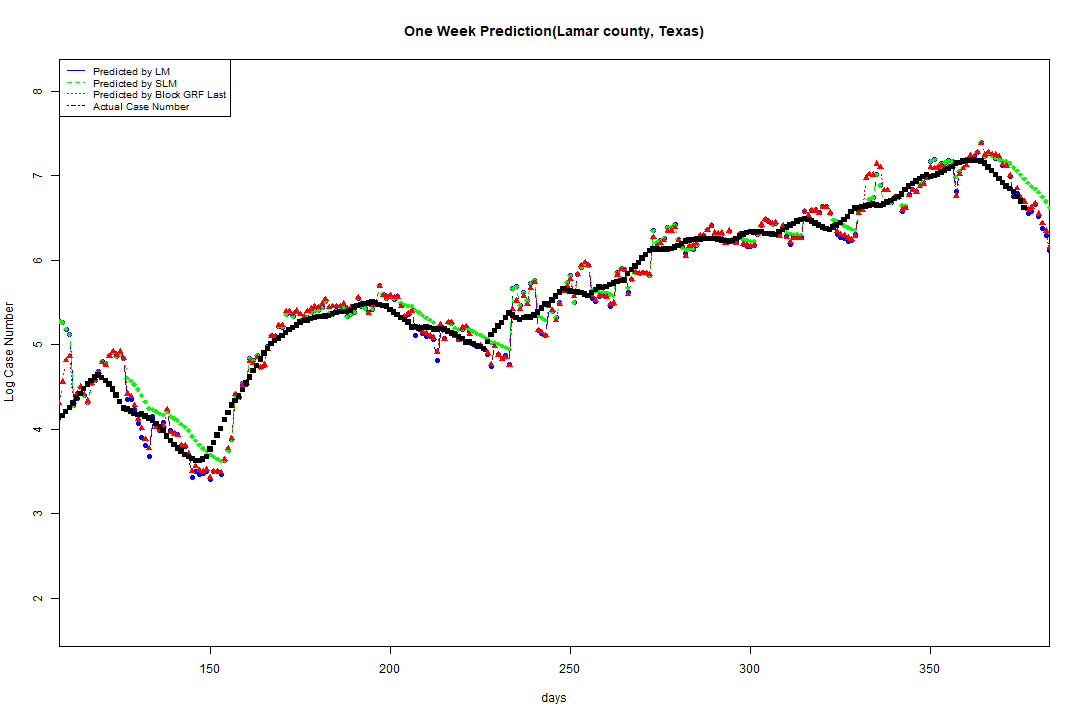 One Week Prediction(Lamar county, Texas)
Predicted by LM
Predicted by SLM
Predicted by Block GRF Last
Actual Case Number
8
7
6
5
4
3
2
Log Case Number
150 200 250 300 350
days